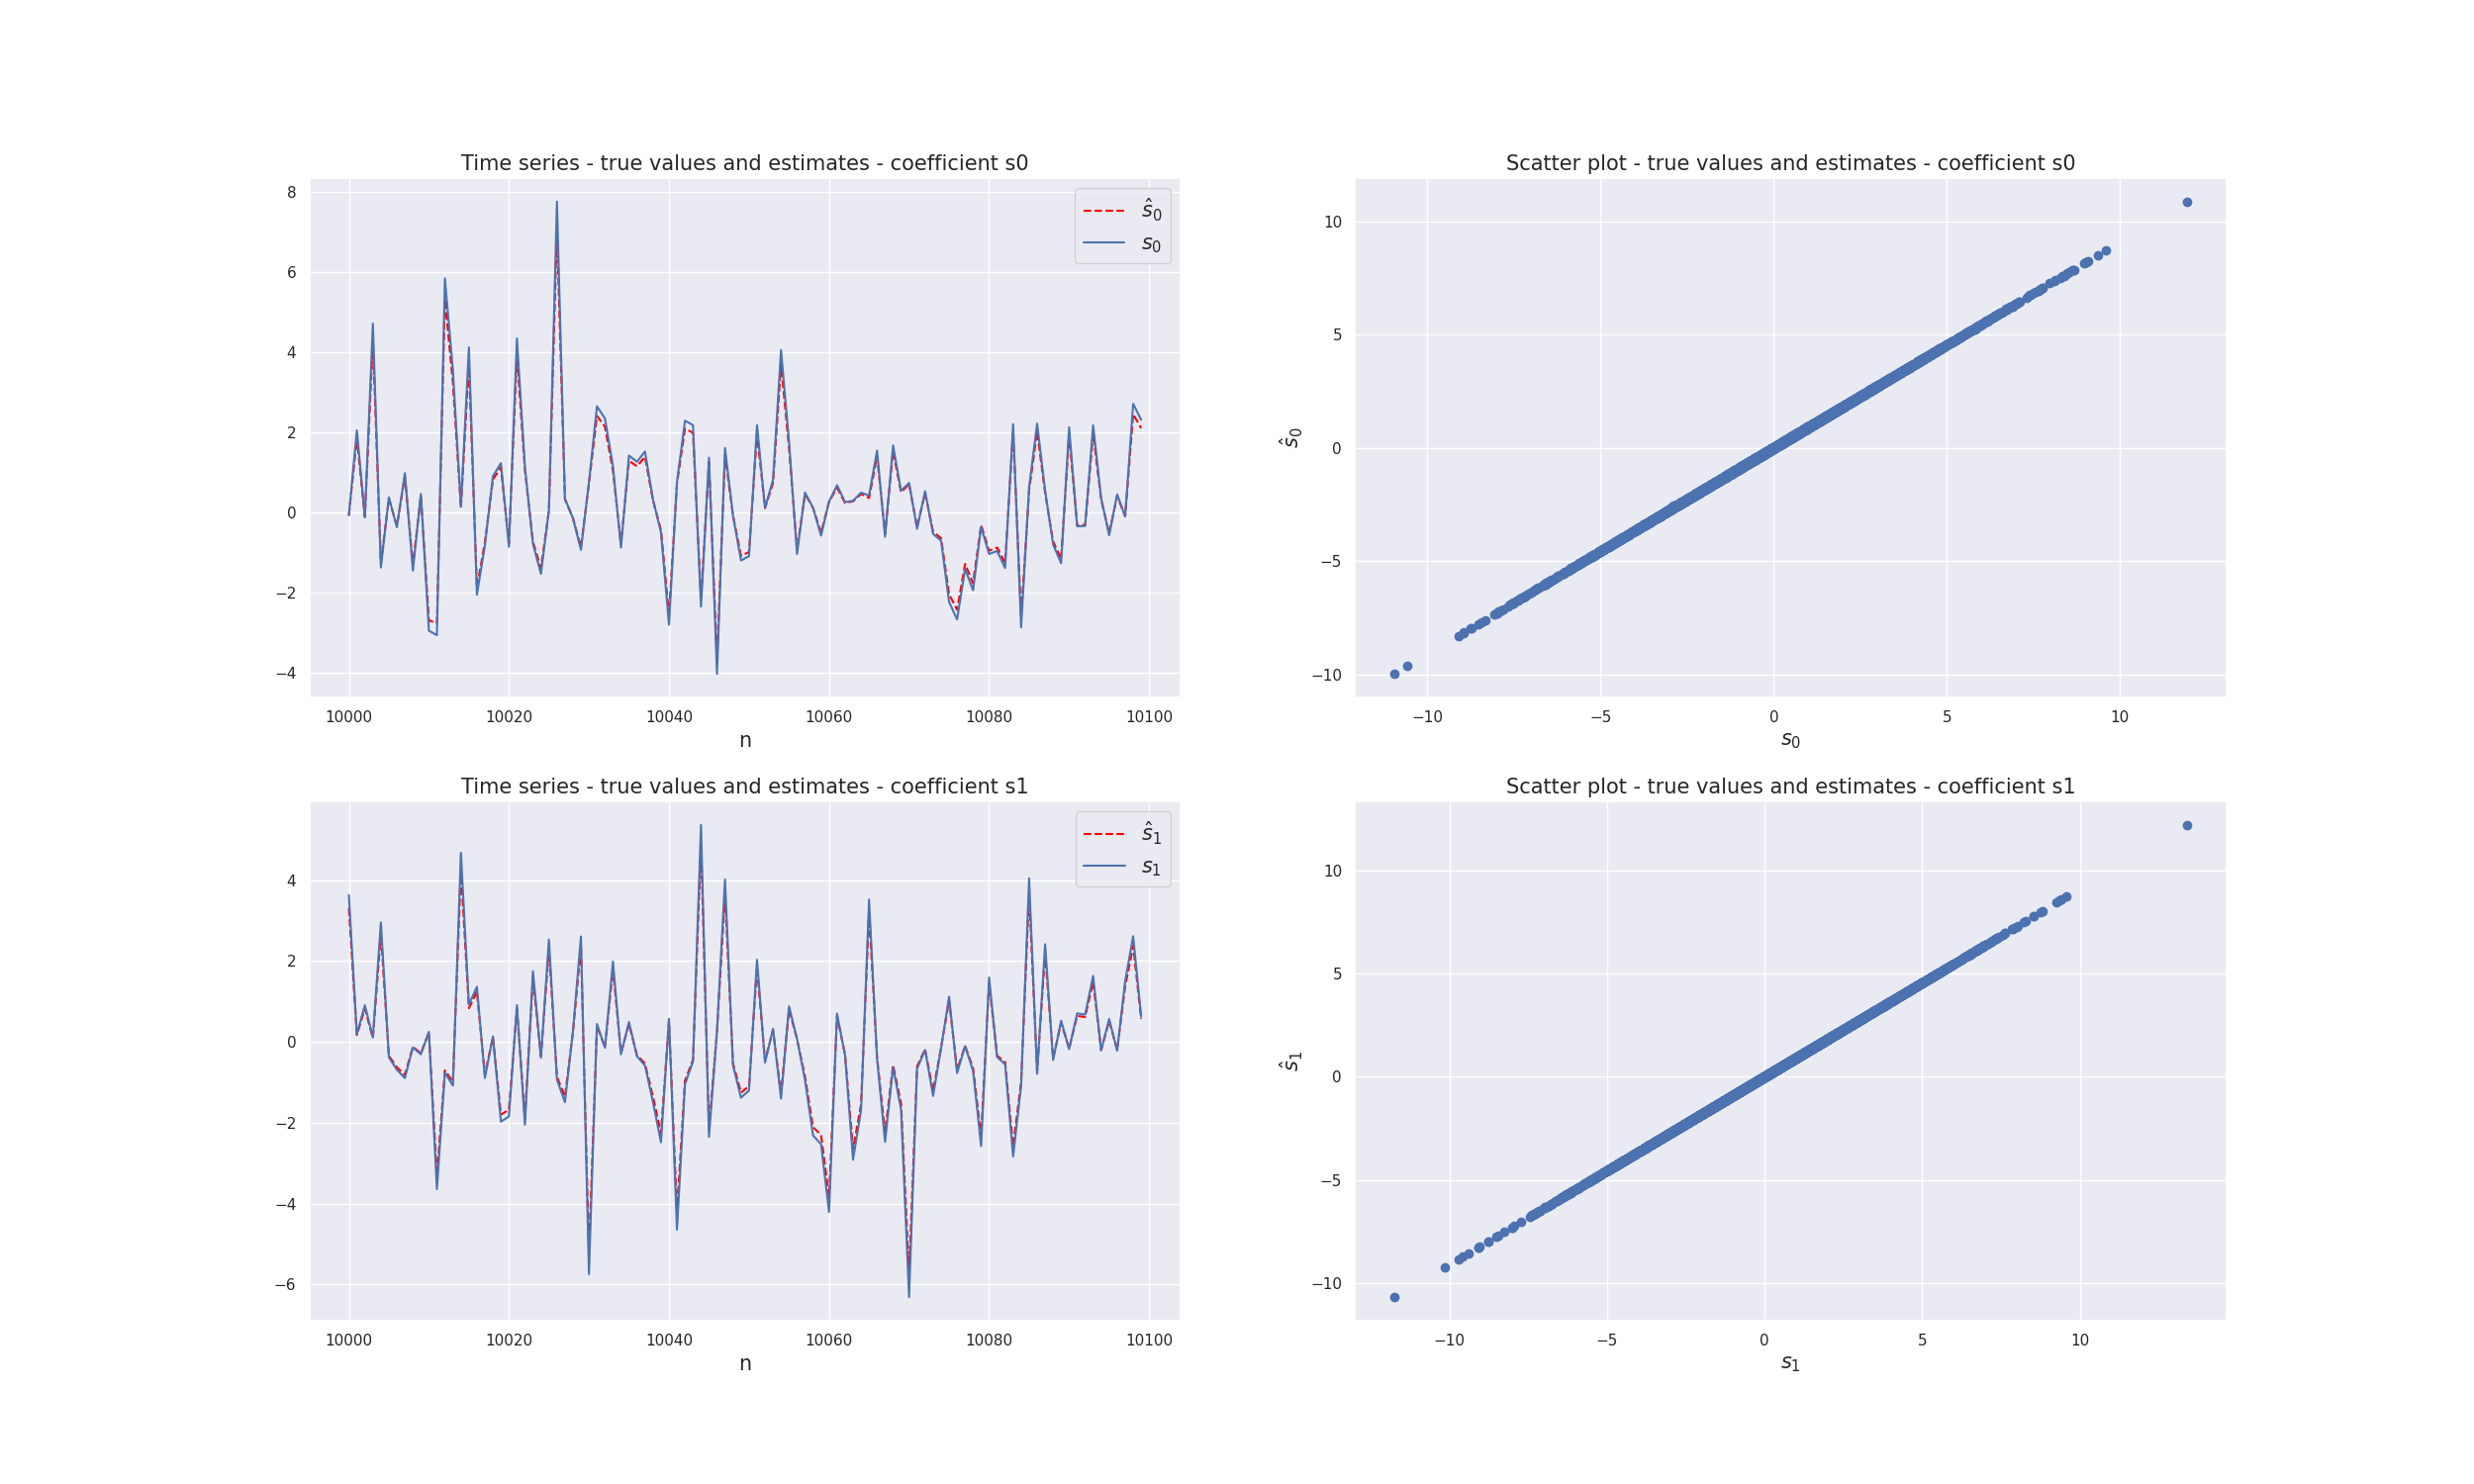 Time series - true values and estimates - coefficient s0
8
6
4
2
0
−2
−4
10000 10020 10040 10060 10080 10100
n
ŝ0
s0
Scatter plot - true values and estimates - coefficient s0
10
5
0
−5
−10
ŝ0
−10 −5 0 5 10
s0
Time series - true values and estimates - coefficient s1
4
2
0
−2
−4
−6
10000 10020 10040 10060 10080 10100
n
ŝ1
s1
Scatter plot - true values and estimates - coefficient s1
10
5
0
−5
−10
ŝ1
−10 −5 0 5 10
s1